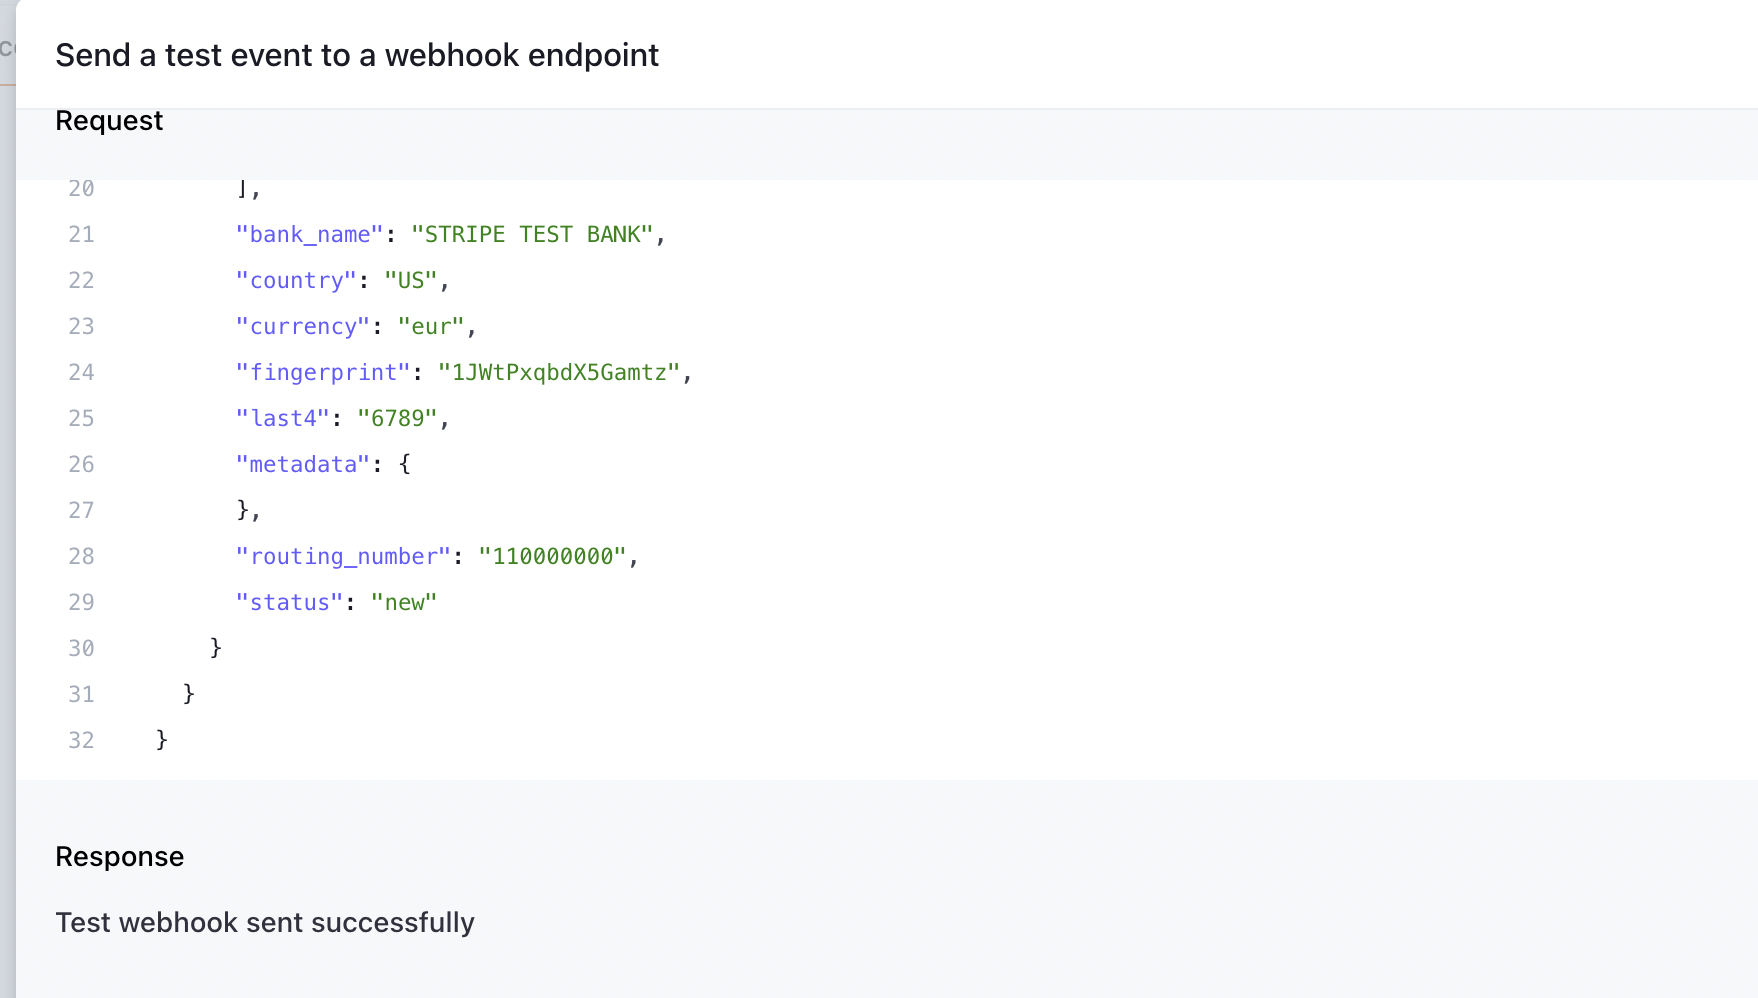 Send a test event to a webhook endpoint
Request
20 ],
21 "bank_name": "STRIPE TEST BANK",
22 "country": "US",
23 "currency": "eur",
24 "fingerprint": "1JWtPxqbdX5Gamtz",
25 "last4": "6789",
26 "metadata": {
27 },
28 "routing_number": "110000000",
29 "status": "new"
30 }
31 }
32 }
Response
Test webhook sent successfully